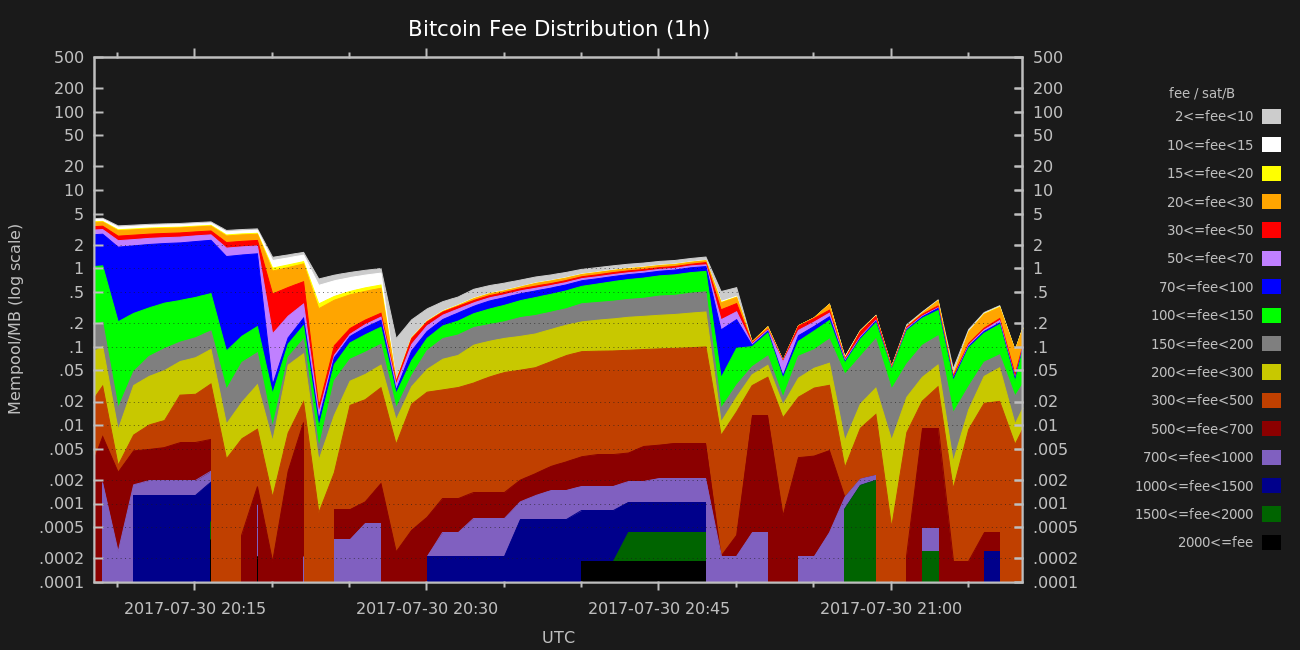 Bitcoin Fee Distribution (1h)
Mempool/MB (log scale)
500
200
100
50
20
10
5
2
1
.5
.2
.1
.05
.02
.01
.005
.002
.001
.0005
.0002
.0001
500
200
100
50
20
10
5
2
1
.5
.2
.1
.05
.02
.01
.005
.002
.001
.0005
.0002
.0001
2017-07-30 20:15
2017-07-30 20:30
2017-07-30 20:45
2017-07-30 21:00
UTC
fee / sat/B
2<=fee<10
10<=fee<15
15<=fee<20
20<=fee<30
30<=fee<50
50<=fee<70
70<=fee<100
100<=fee<150
150<=fee<200
200<=fee<300
300<=fee<500
500<=fee<700
700<=fee<1000
1000<=fee<1500
1500<=fee<2000
2000<=fee